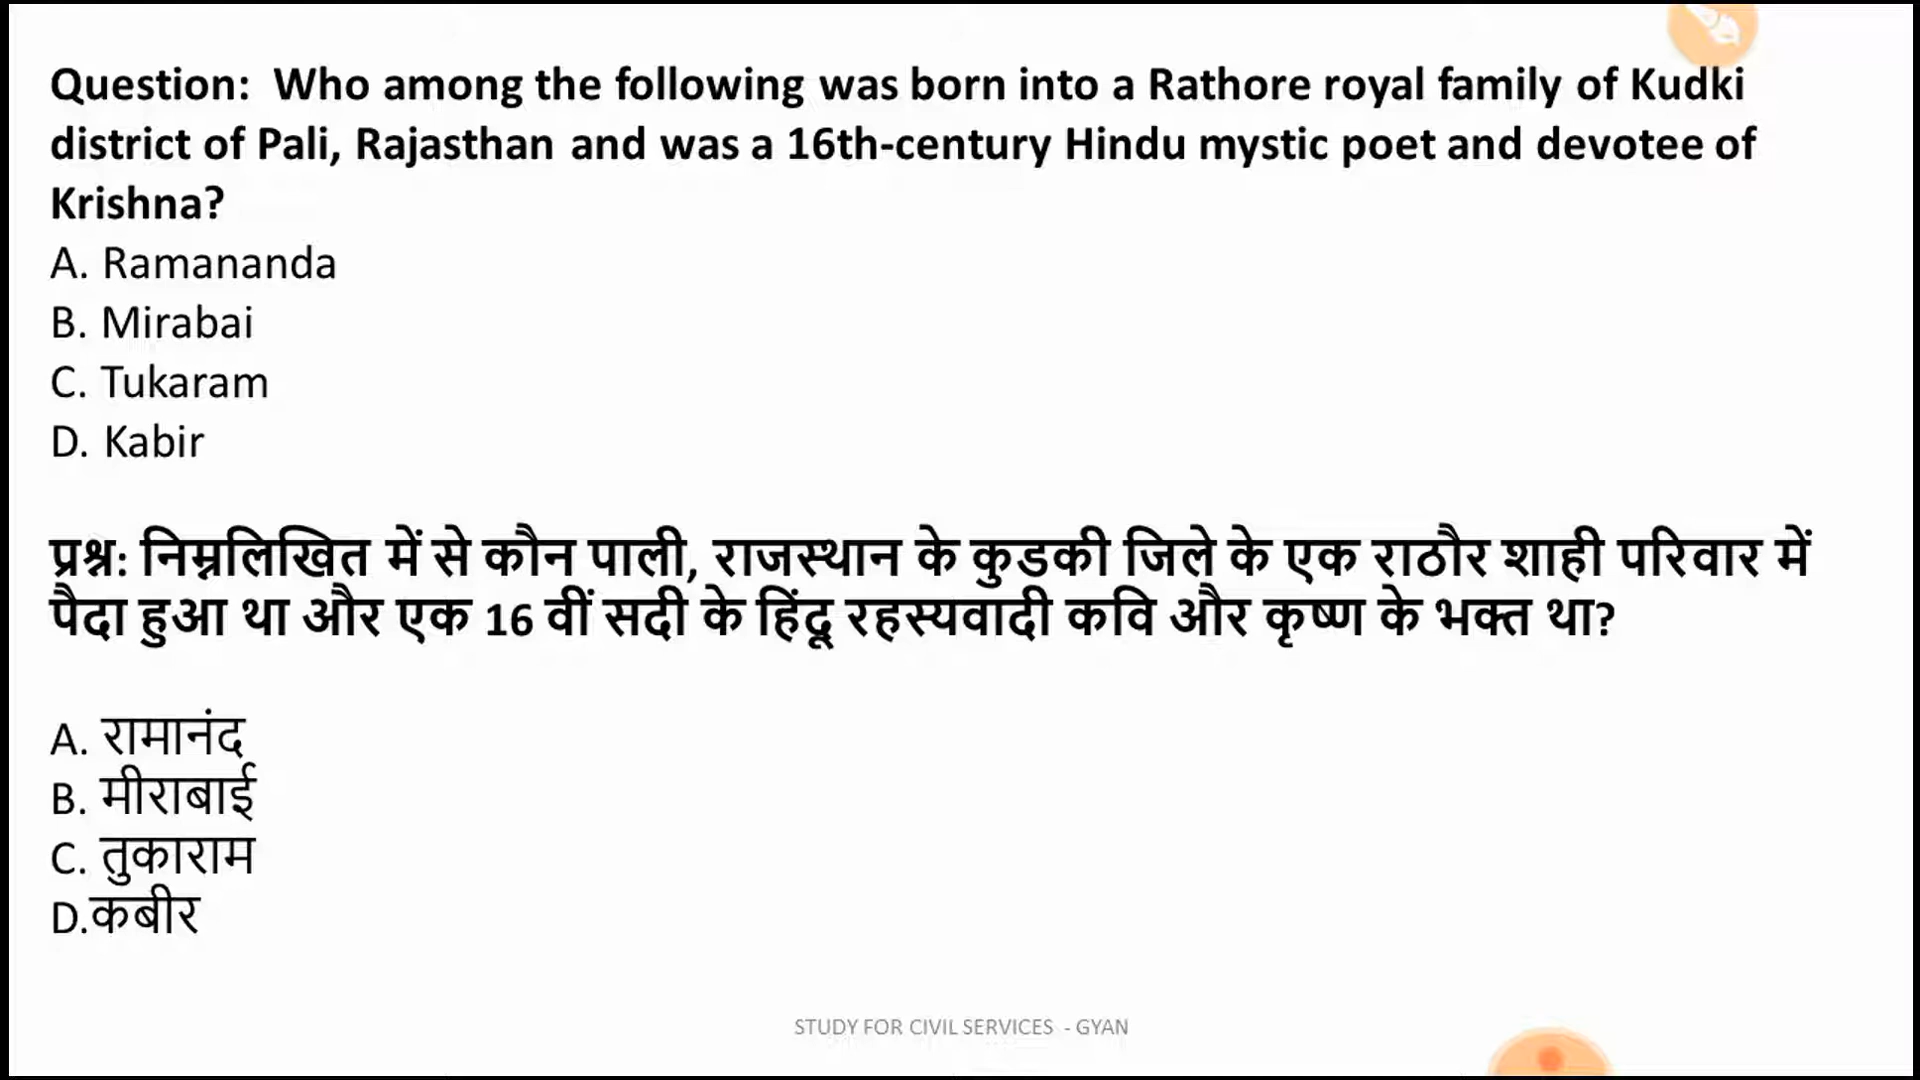 Question:  Who among the following was born into a Rathore royal family of Kudki
district of Pali, Rajasthan and was a 16th-century Hindu mystic poet and devotee of
Krishna?
A. Ramananda
B. Mirabai
C. Tukaram
D. Kabir
प्रश्न: निम्नलिखित में से कौन पाली, राजस्थान के कुडकी जिले के एक राठौर शाही परिवार में
पैदा हुआ था और एक 16 वीं सदी के हिंदू रहस्यवादी कवि और कृष्ण के भक्त था?
A. रामानंद
B. मीराबाई
C. तुकाराम
D.कबीर
STUDY FOR CIVIL SERVICES  - GYAN